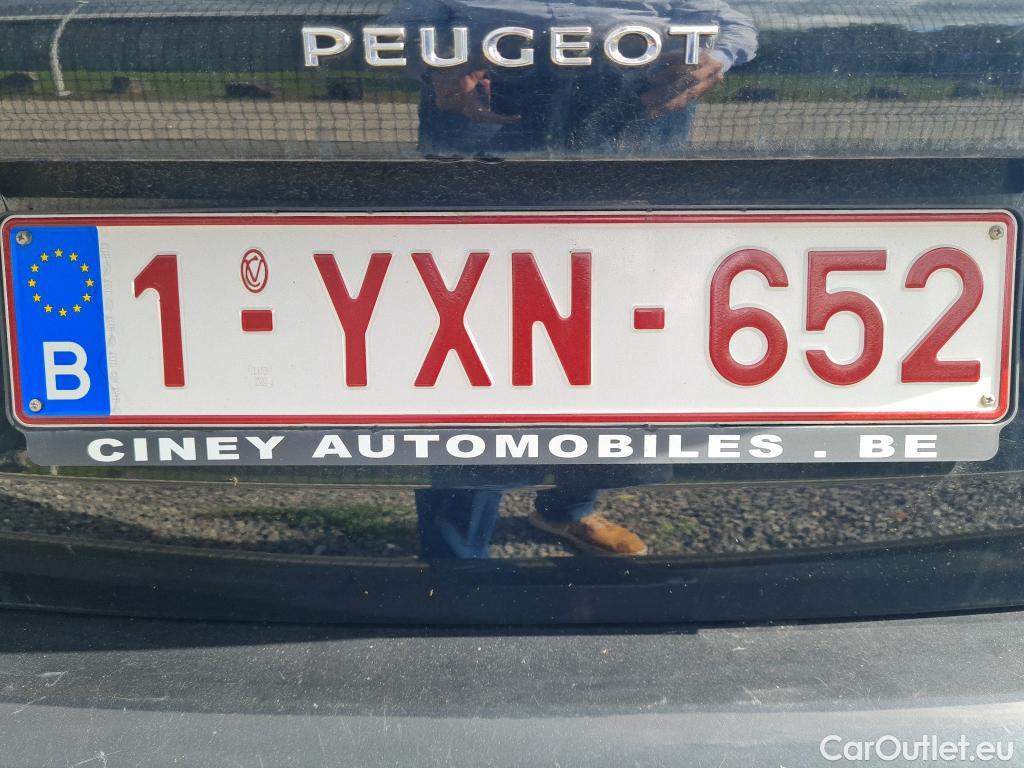 PEUGEOT
B 1-YXN-652
CINEY AUTOMOBILES . BE
CarOutlet.eu